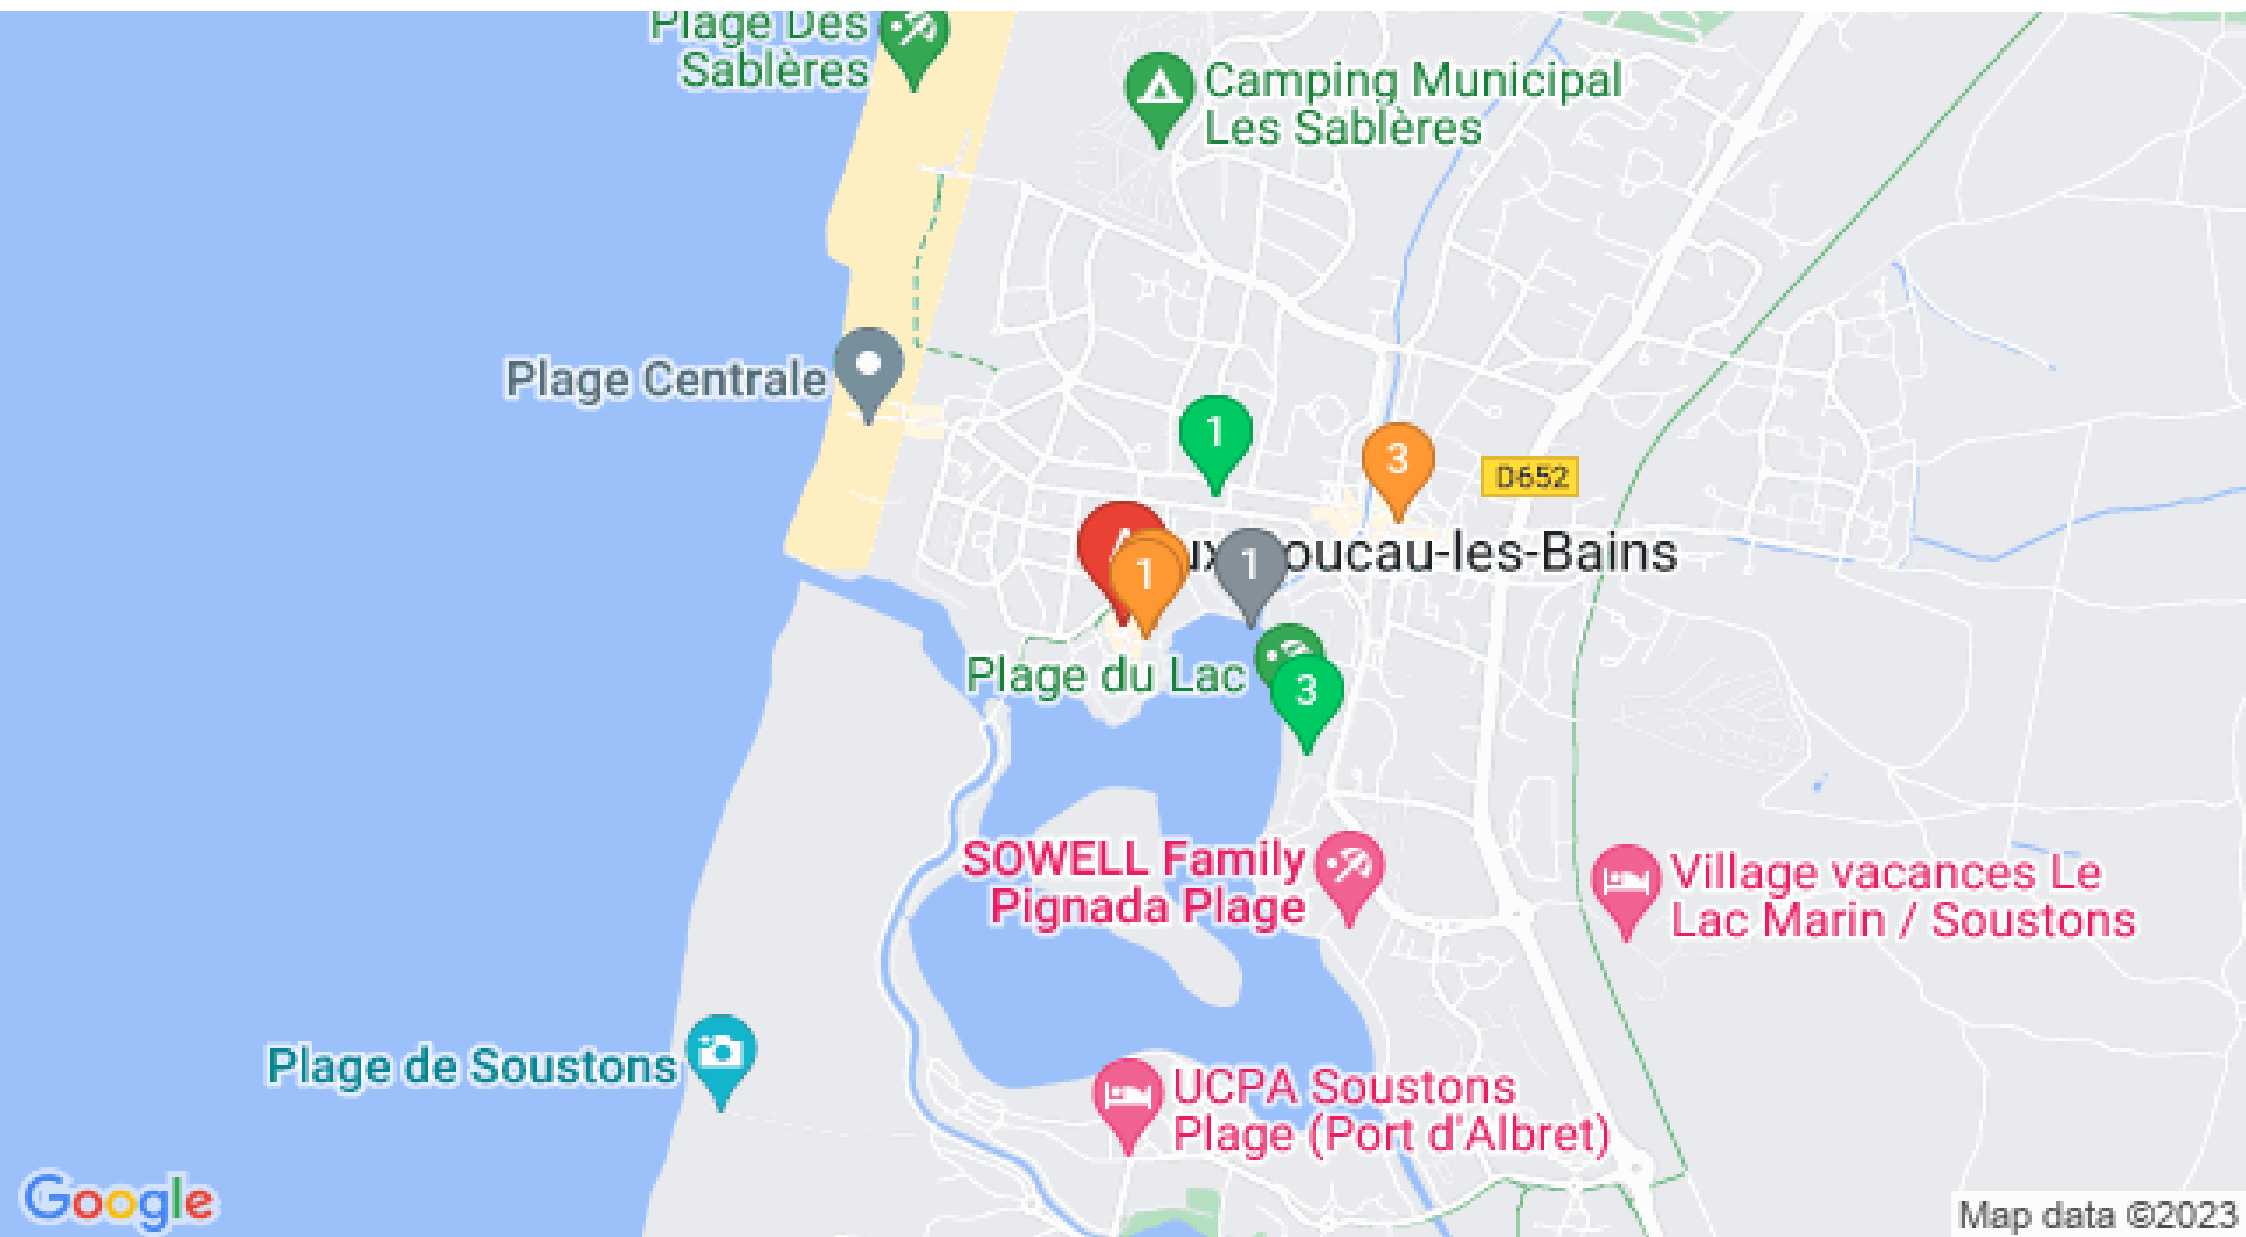 Plage Des
Sablères
Camping Municipal
Les Sablères
Plage Centrale
1
3
D652
1
1
oucau-les-Bains
Plage du Lac
3
SOWELL Family
Pignada Plage
Village vacances Le
Lac Marin / Soustons
Plage de Soustons
UCPA Soustons
Plage (Port d'Albret)
Google
Map data ©2023